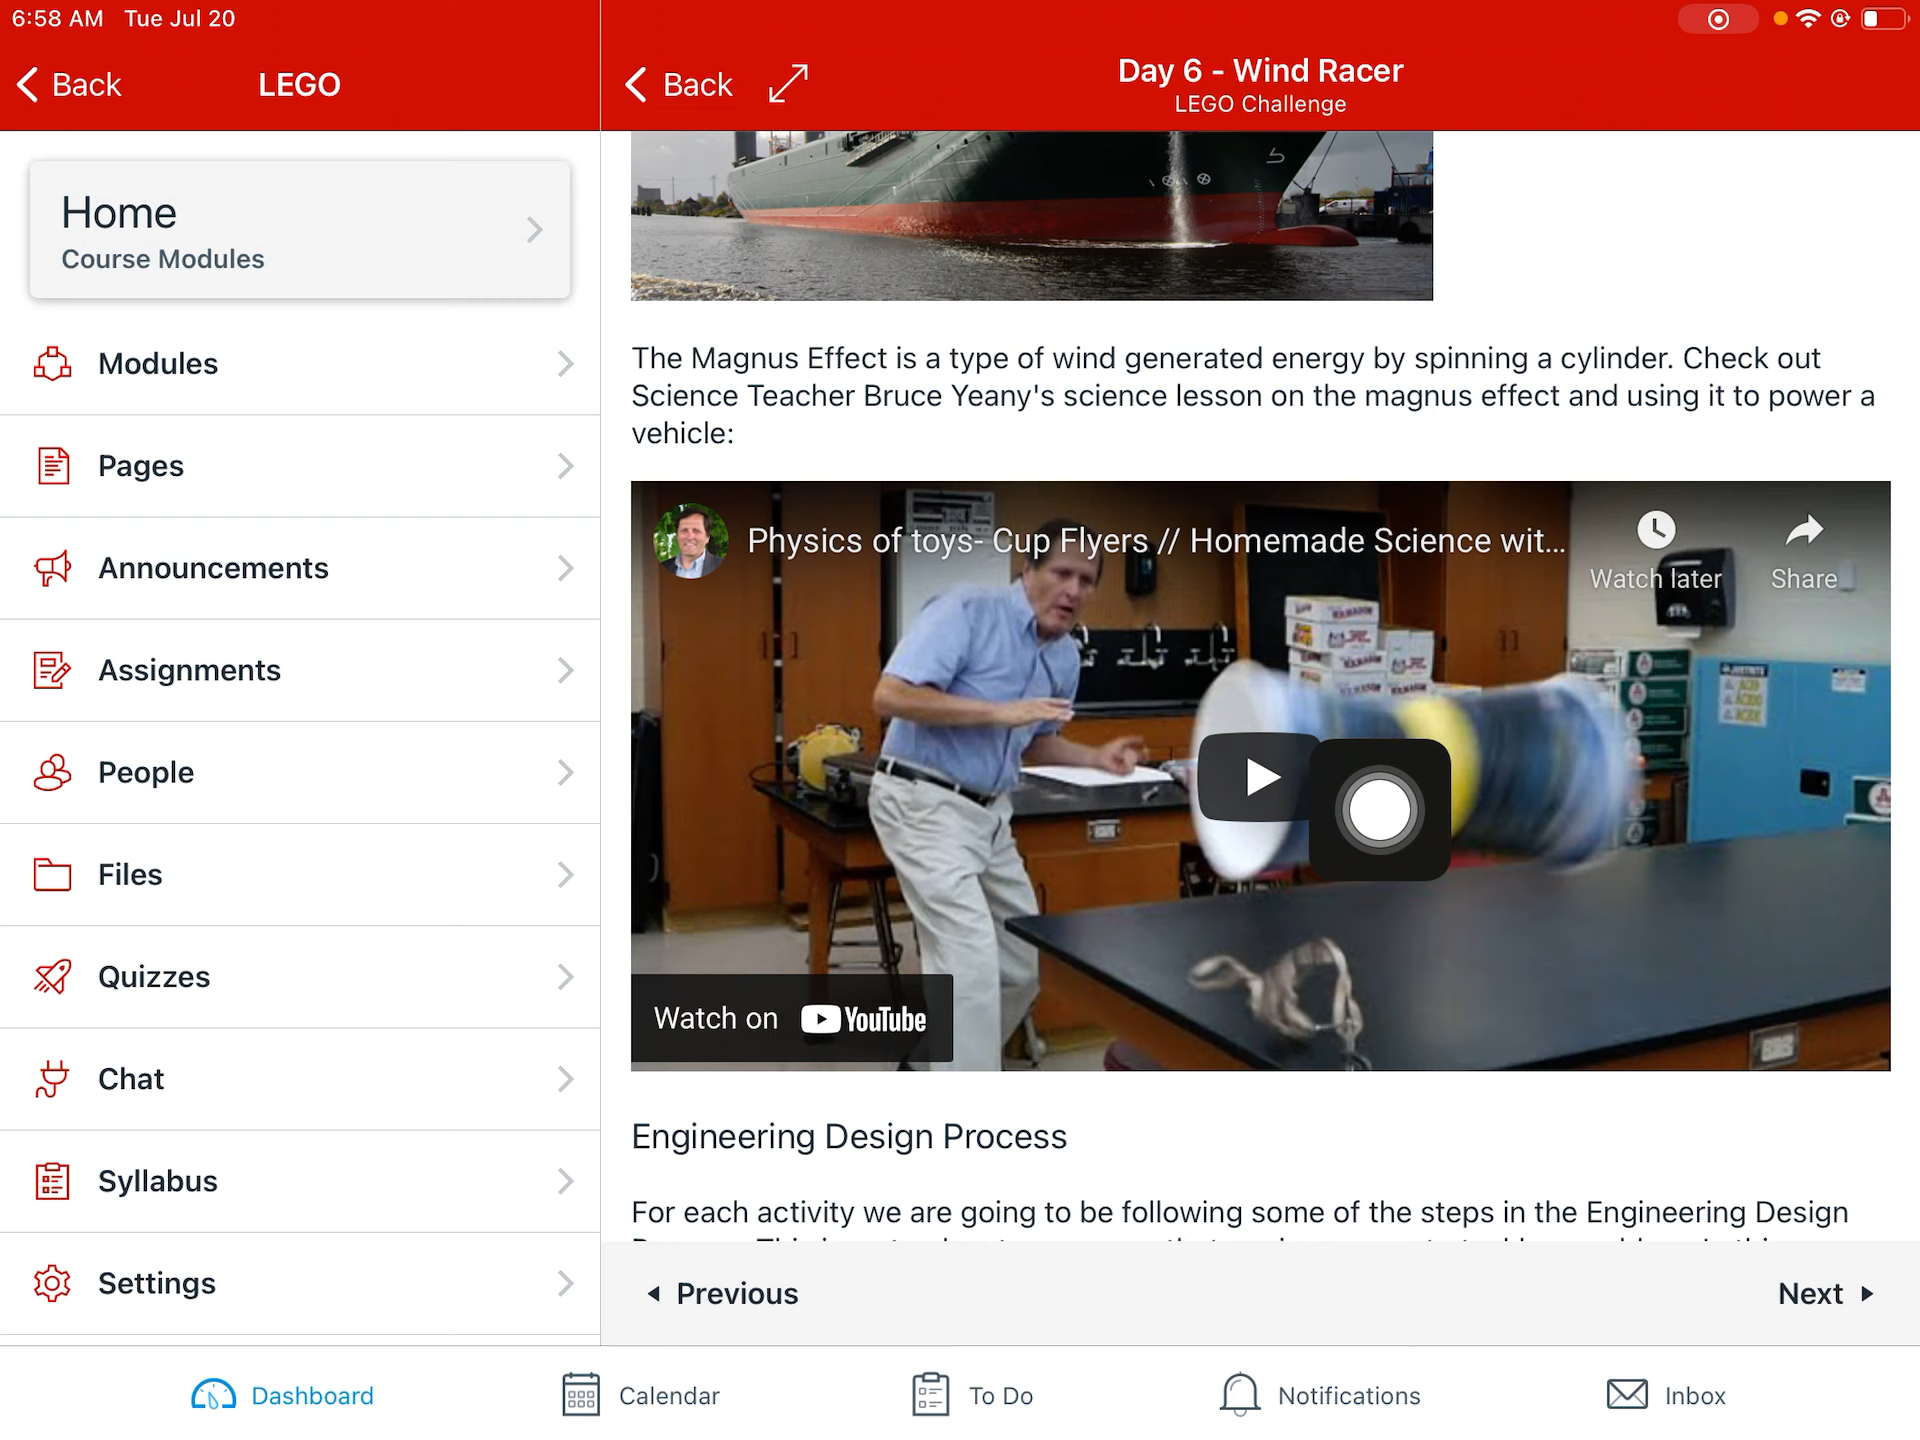 6:58 AM Tue Jul 20
Back
LEGO
Back
Day 6 - Wind Racer
LEGO Challenge
Home
Course Modules
Modules
Pages
Announcements
Assignments
People
Files
Quizzes
Chat
Syllabus
Settings
The Magnus Effect is a type of wind generated energy by spinning a cylinder. Check out
Science Teacher Bruce Yeany's science lesson on the magnus effect and using it to power a
vehicle:
Physics of toys- Cup Flyers // Homemade Science wit...
Watch later
Share
Watch on YouTube
Engineering Design Process
For each activity we are going to be following some of the steps in the Engineering Design
Previous
Next
Dashboard
Calendar
To Do
Notifications
Inbox